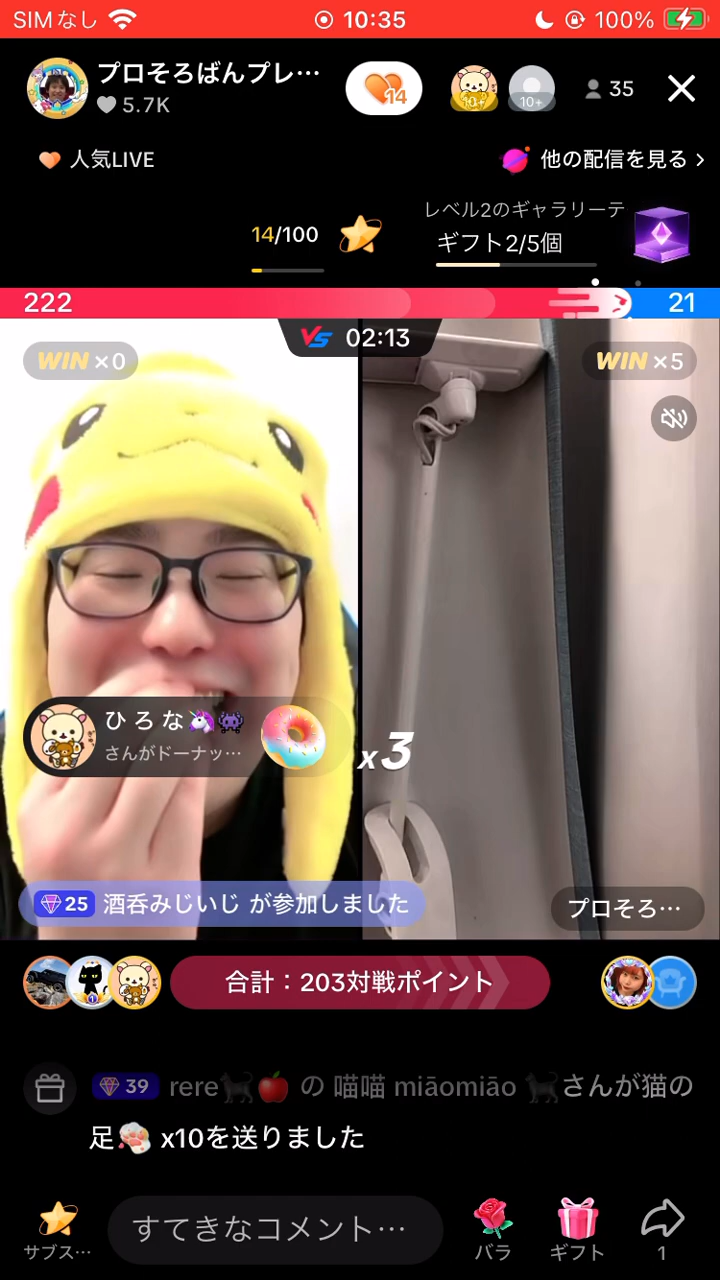 SIMなし
10:35
100%
プロそろばんプレ…
5.7K
14
10+
10+
35
人気LIVE
他の配信を見る
14/100
レベル2のギャラリーテ
ギフト2/5個
222
21
VS 02:13
WIN ×0
WIN ×5
ひ ろ な🦄👾
さんがドーナッ…
x3
25 酒呑みじいじ が参加しました
プロそろ…
1
合計：203対戦ポイント
39 rere🐈‍⬛🍎 の 喵喵 miāomiāo 🐈‍⬛さんが猫の
足 x10を送りました
サブス…
すてきなコメント…
バラ
ギフト
1